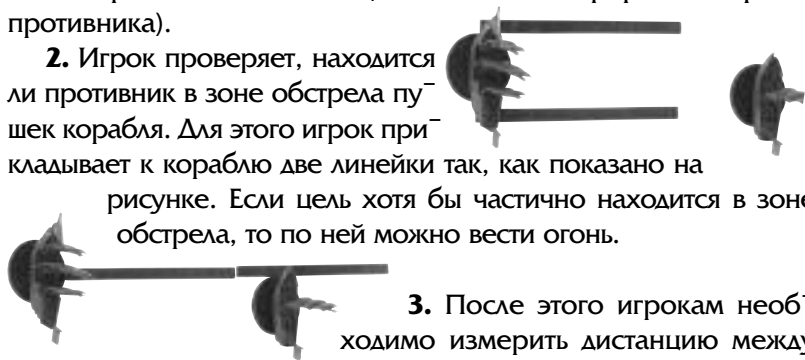 противника).
2. Игрок проверяет, находится
ли противник в зоне обстрела пу-
шек корабля. Для этого игрок при-
кладывает к кораблю две линейки так, как показано на
рисунке. Если цель хотя бы частично находится в зоне
обстрела, то по ней можно вести огонь.
3. После этого игрокам необ-
ходимо измерить дистанцию между